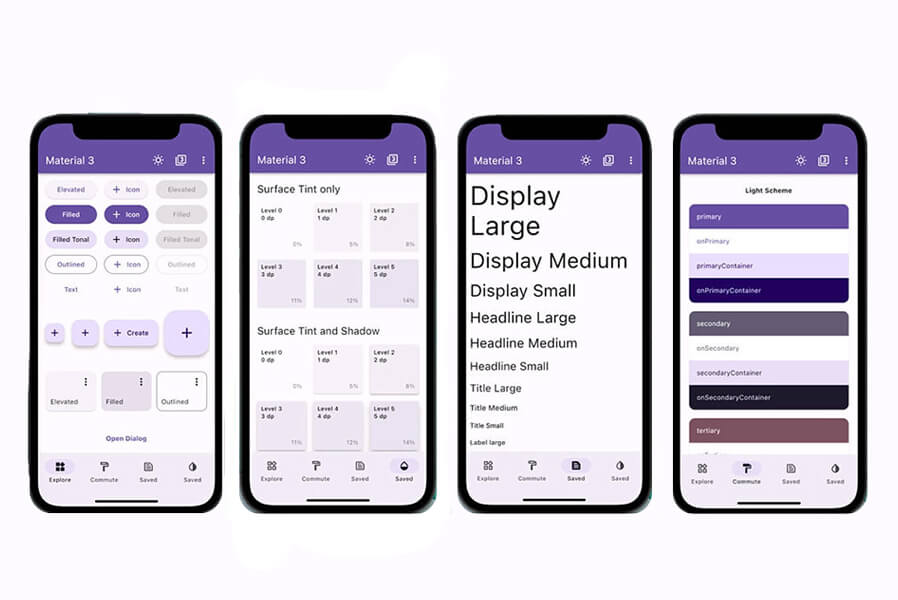 Material 3
Elevated + Icon Elevated
Filled + Icon Filled
Filled Tonal + Icon Filled Tonal
Outlined + Icon Outlined
Text + Icon Text
+ + + Create +
Elevated Filled Outlined
Open Dialog
Explore Commute Saved Saved
Material 3
Surface Tint only
Level 0 Level 1 Level 2
0 dp 1 dp 2 dp
0% 5% 8%
Level 3 Level 4 Level 5
3 dp 4 dp 5 dp
11% 12% 14%
Surface Tint and Shadow
Level 0 Level 1 Level 2
0 dp 1 dp 2 dp
0% 5% 8%
Level 3 Level 4 Level 5
3 dp 4 dp 5 dp
11% 12% 14%
Explore Commute Saved Saved
Material 3
Display
Large
Display Medium
Display Small
Headline Large
Headline Medium
Headline Small
Title Large
Title Medium
Title Small
Label large
Explore Commute Saved Saved
Material 3
Light Scheme
primary
onPrimary
primaryContainer
onPrimaryContainer
secondary
onSecondary
secondaryContainer
onSecondaryContainer
tertiary
Explore Commute Saved Saved